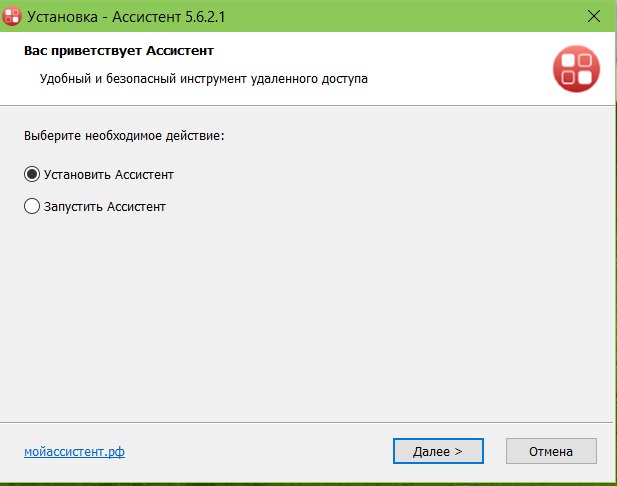 Установка - Ассистент 5.6.2.1
Вас приветствует Ассистент
Удобный и безопасный инструмент удаленного доступа
Выберите необходимое действие:
Установить Ассистент
Запустить Ассистент
мойассистент.рф
Далее >
Отмена